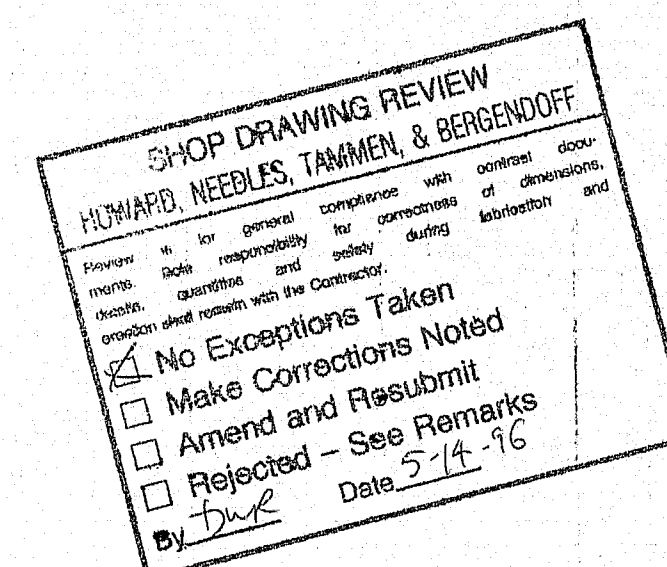 SHOP DRAWING REVIEW
HOWARD, NEEDLES, TAMMEN, & BERGENDOFF
Review is for general compliance with contract docu-
ments. Sole responsibility for correctness of dimensions,
details, quantities and safety during fabrication and
erection shall remain with the Contractor.
No Exceptions Taken
Make Corrections Noted
Amend and Resubmit
Rejected – See Remarks
By Date 5-14-96